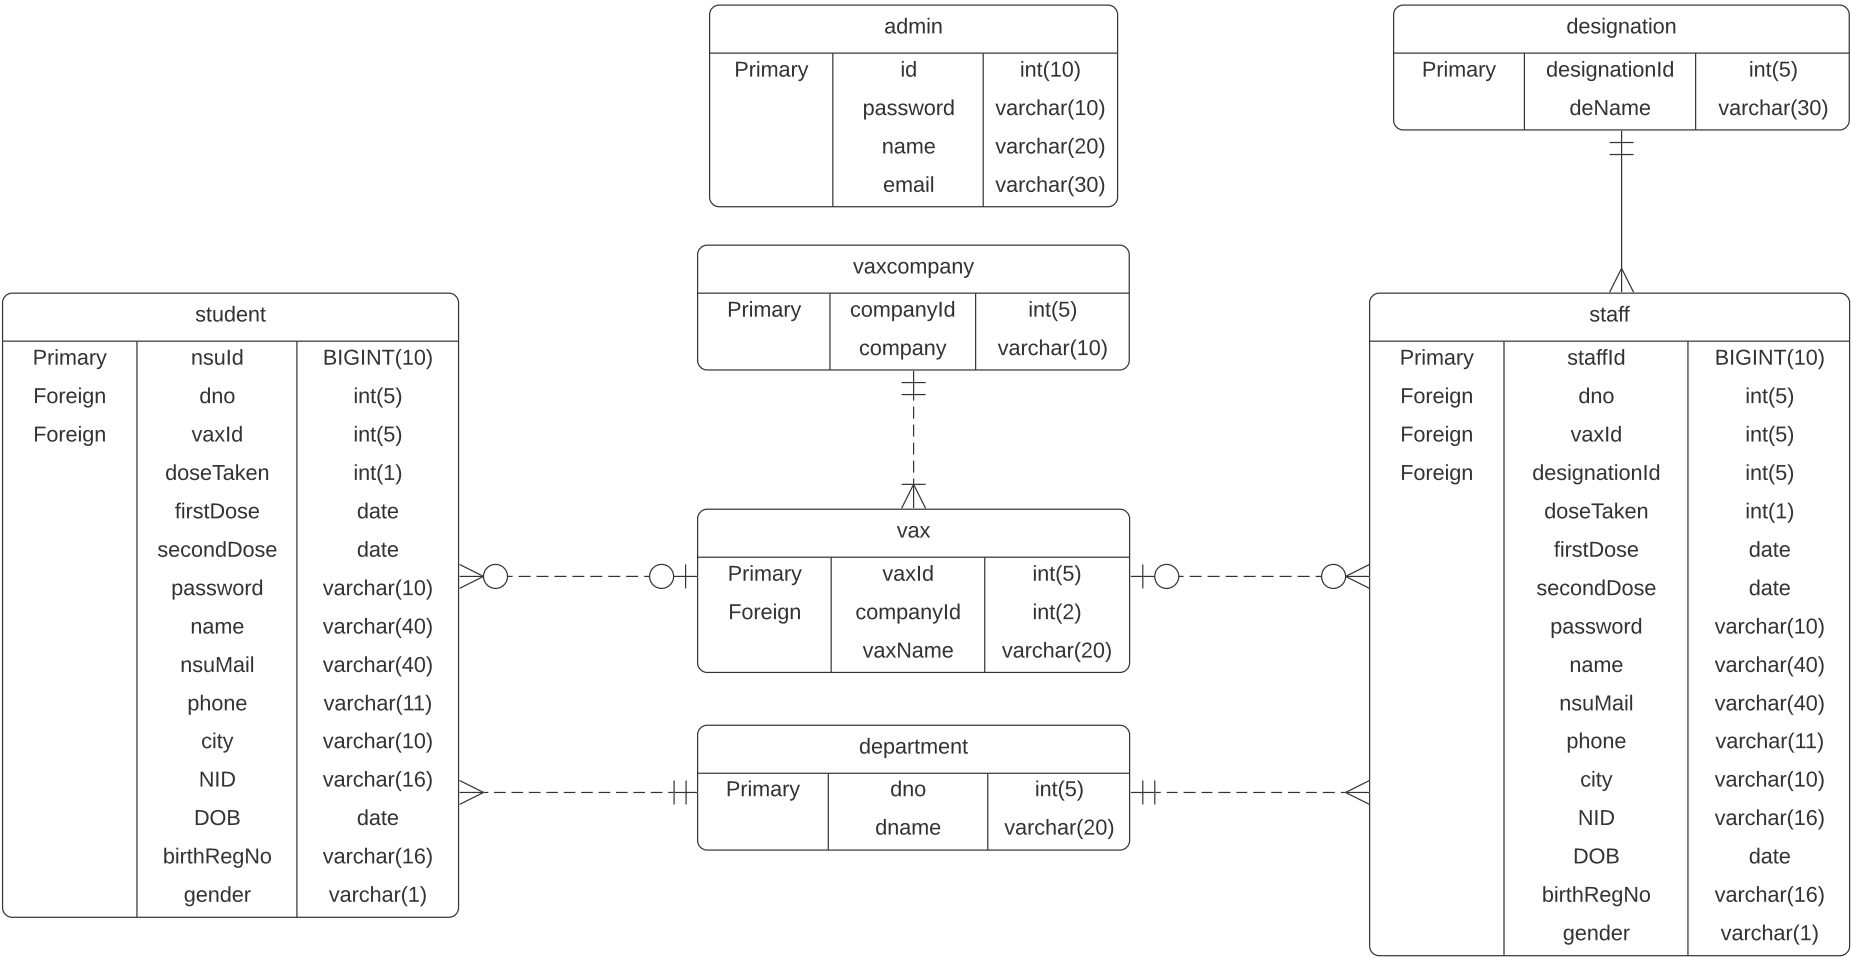 admin
Primary id int(10)
password varchar(10)
name varchar(20)
email varchar(30)
designation
Primary designationId int(5)
deName varchar(30)
vaxcompany
Primary companyId int(5)
company varchar(10)
student
Primary nsuId BIGINT(10)
Foreign dno int(5)
Foreign vaxId int(5)
doseTaken int(1)
firstDose date
secondDose date
password varchar(10)
name varchar(40)
nsuMail varchar(40)
phone varchar(11)
city varchar(10)
NID varchar(16)
DOB date
birthRegNo varchar(16)
gender varchar(1)
vax
Primary vaxId int(5)
Foreign companyId int(2)
vaxName varchar(20)
department
Primary dno int(5)
dname varchar(20)
staff
Primary staffId BIGINT(10)
Foreign dno int(5)
Foreign vaxId int(5)
Foreign designationId int(5)
doseTaken int(1)
firstDose date
secondDose date
password varchar(10)
name varchar(40)
nsuMail varchar(40)
phone varchar(11)
city varchar(10)
NID varchar(16)
DOB date
birthRegNo varchar(16)
gender varchar(1)